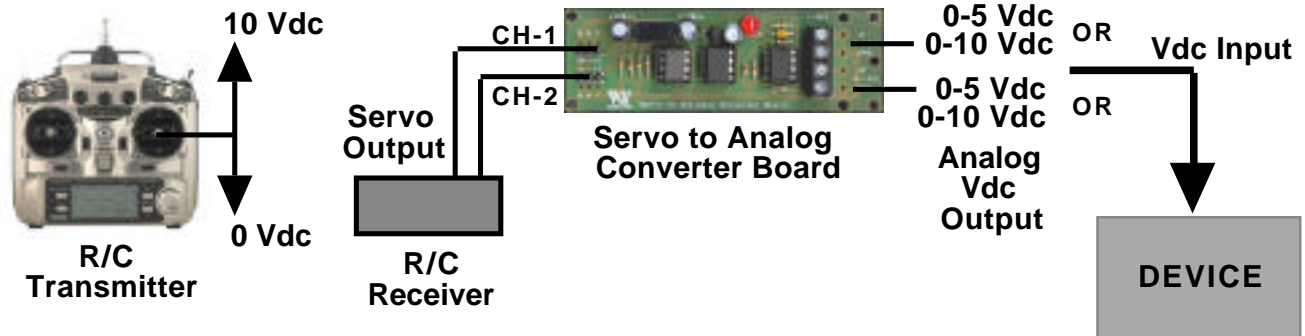 10 Vdc
0 Vdc
R/C
Transmitter
Servo
Output
R/C
Receiver
CH-1
CH-2
Servo to Analog
Converter Board
0-5 Vdc
OR
0-10 Vdc
0-5 Vdc
OR
0-10 Vdc
Analog
Vdc
Output
Vdc Input
DEVICE